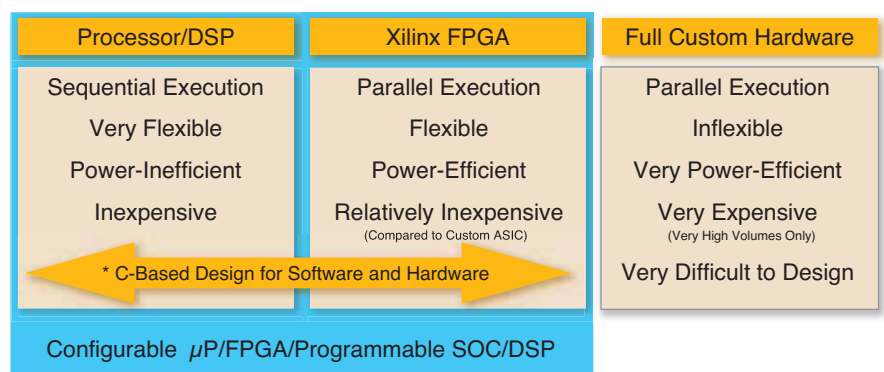 Processor/DSP
Sequential Execution
Very Flexible
Power-Inefficient
Inexpensive
Xilinx FPGA
Parallel Execution
Flexible
Power-Efficient
Relatively Inexpensive
(Compared to Custom ASIC)
* C-Based Design for Software and Hardware
Configurable µP/FPGA/Programmable SOC/DSP
Full Custom Hardware
Parallel Execution
Inflexible
Very Power-Efficient
Very Expensive
(Very High Volumes Only)
Very Difficult to Design